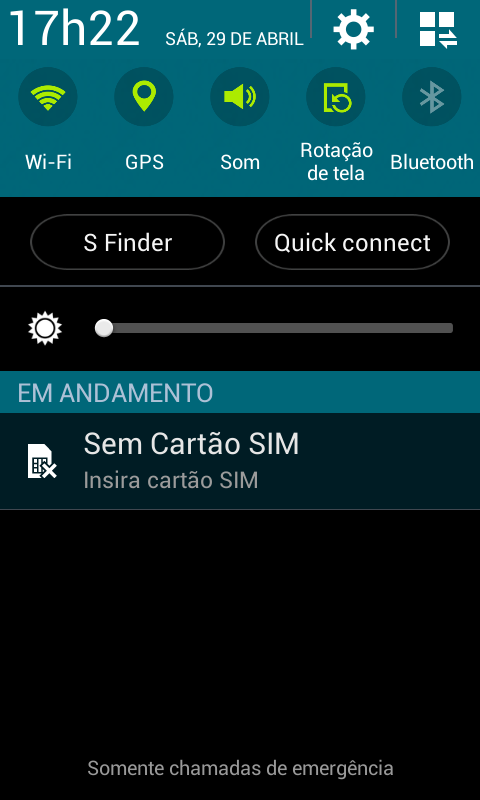 17h22 SÁB, 29 DE ABRIL
Wi-Fi GPS Som Rotação de tela Bluetooth
S Finder Quick connect
EM ANDAMENTO
Sem Cartão SIM
Insira cartão SIM
Somente chamadas de emergência